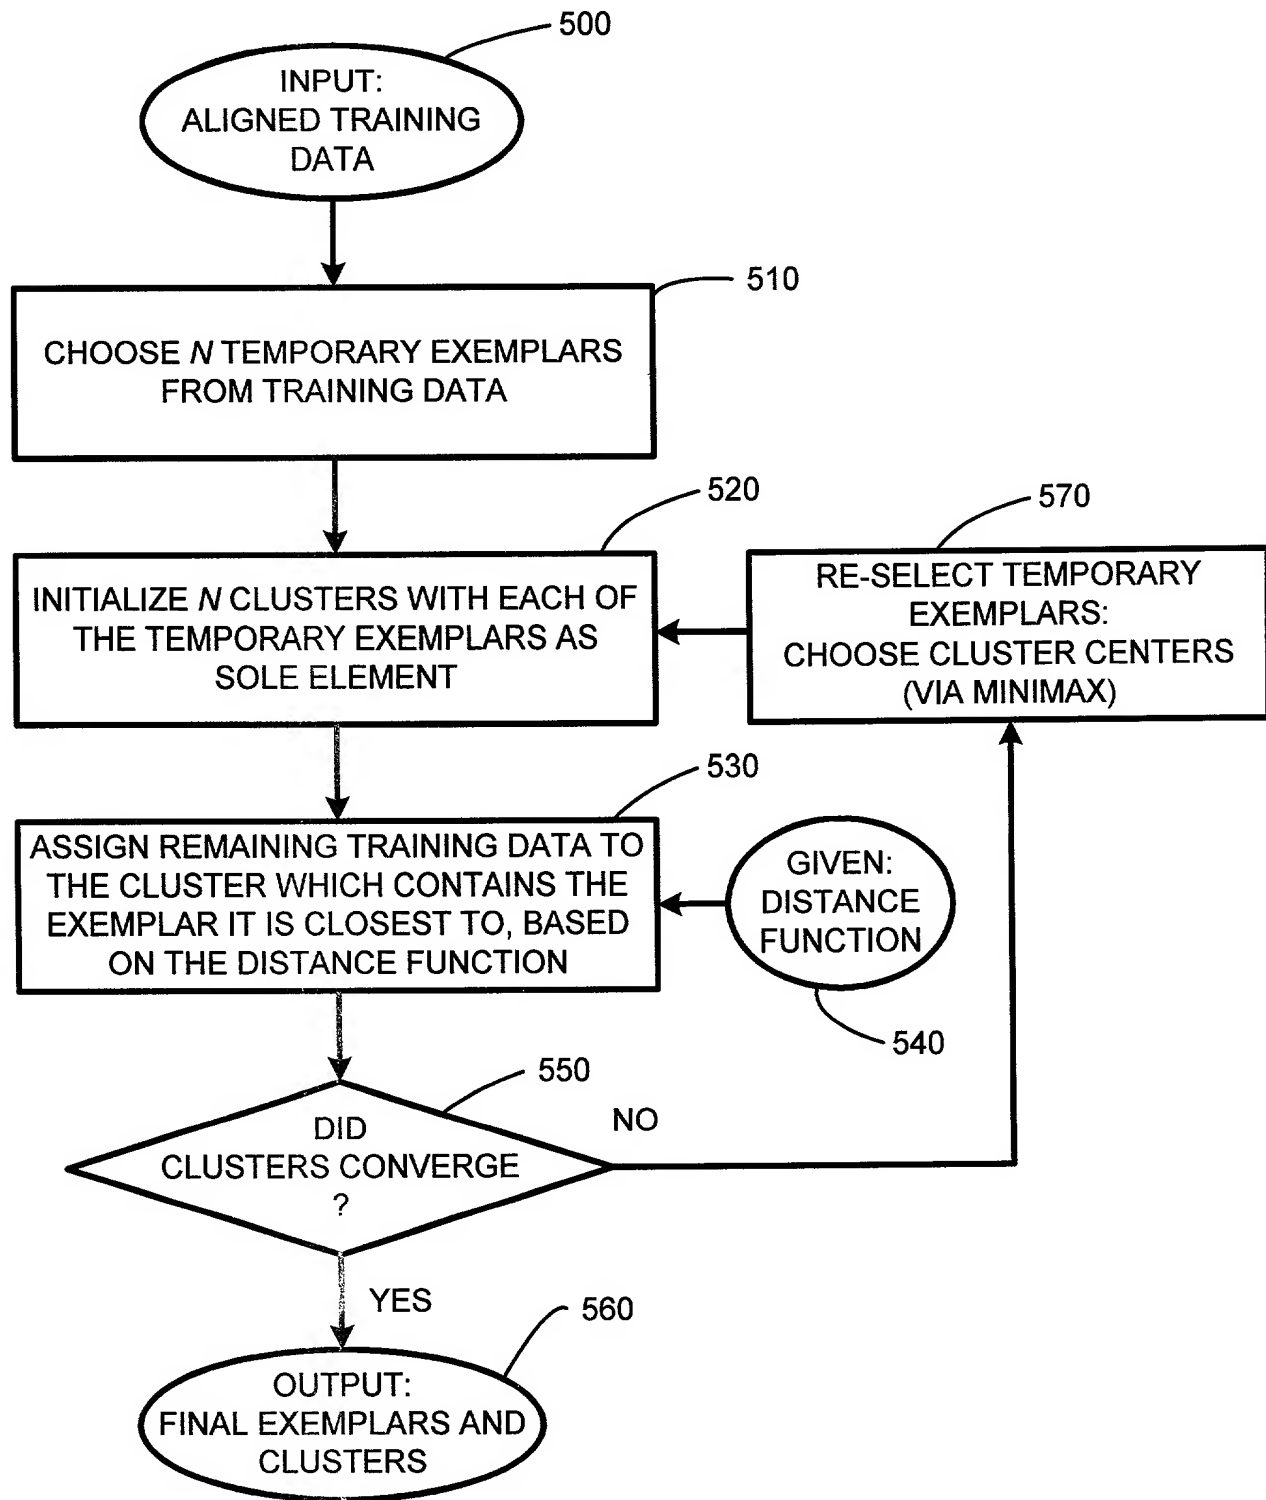 500
INPUT:
ALIGNED TRAINING
DATA
510
CHOOSE N TEMPORARY EXEMPLARS
FROM TRAINING DATA
520
INITIALIZE N CLUSTERS WITH EACH OF
THE TEMPORARY EXEMPLARS AS
SOLE ELEMENT
570
RE-SELECT TEMPORARY
EXEMPLARS:
CHOOSE CLUSTER CENTERS
(VIA MINIMAX)
530
ASSIGN REMAINING TRAINING DATA TO
THE CLUSTER WHICH CONTAINS THE
EXEMPLAR IT IS CLOSEST TO, BASED
ON THE DISTANCE FUNCTION
GIVEN:
DISTANCE
FUNCTION
540
550
DID
CLUSTERS CONVERGE
?
NO
YES
560
OUTPUT:
FINAL EXEMPLARS AND
CLUSTERS